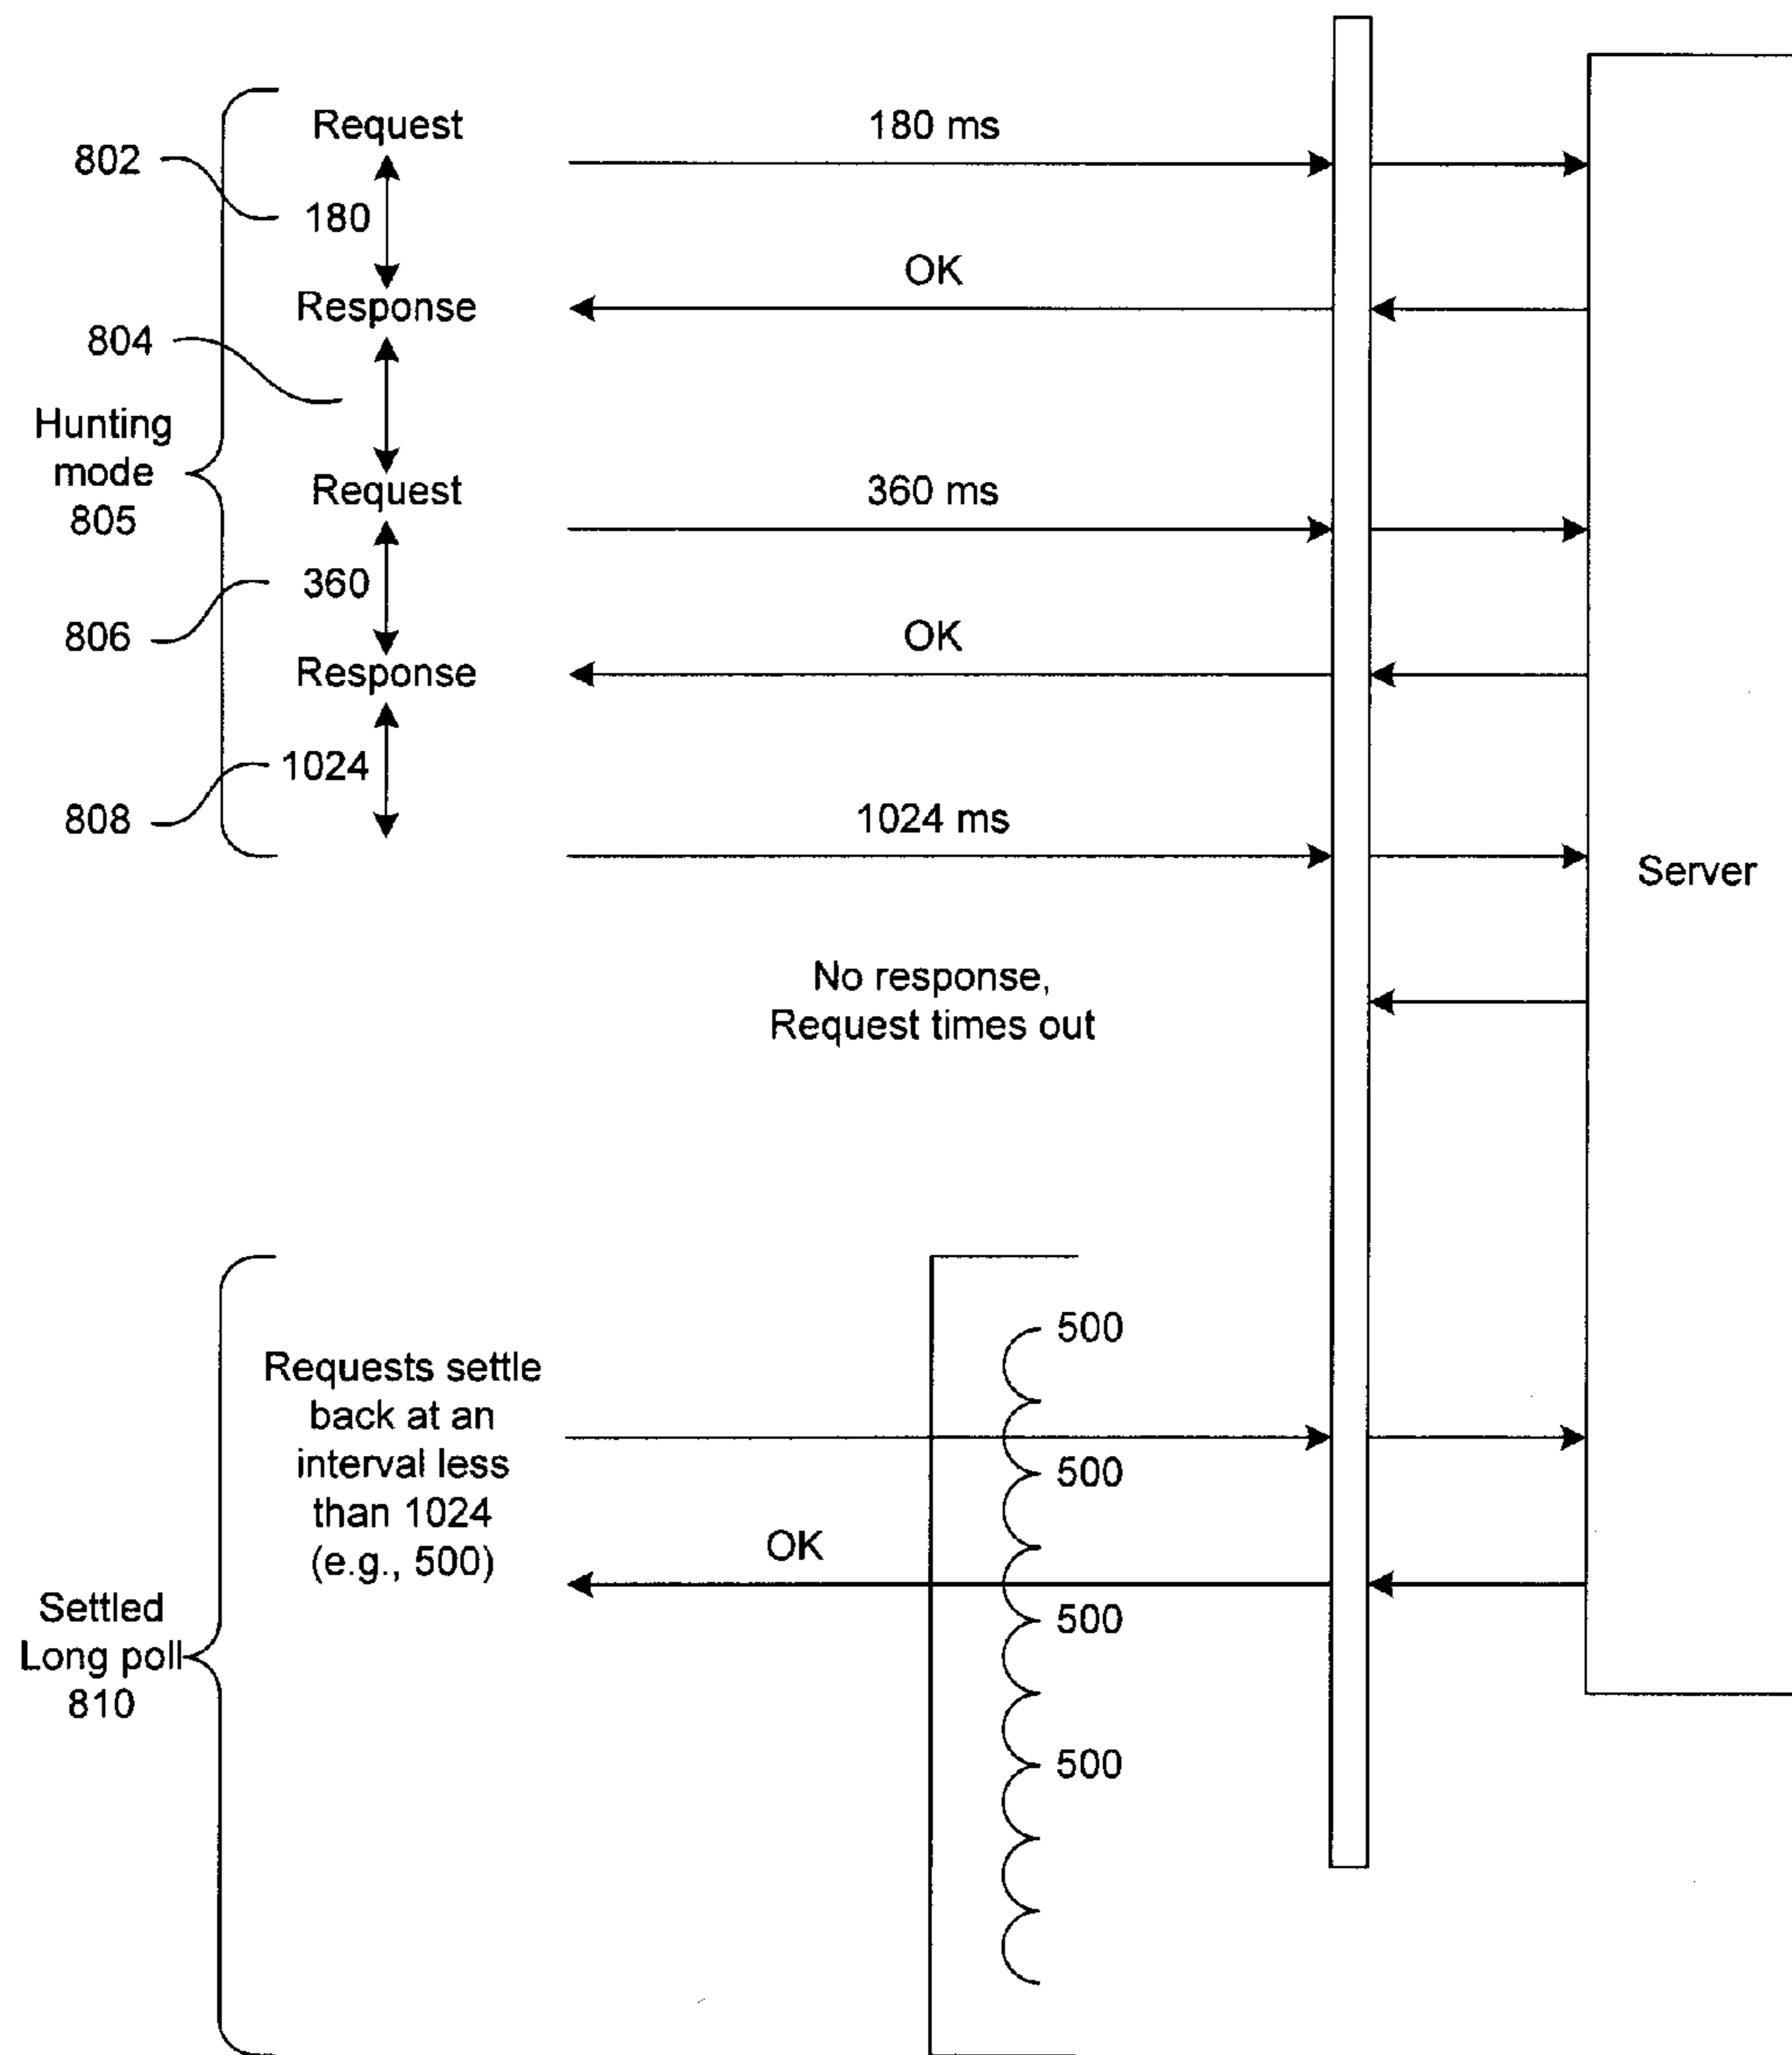 Request
180 ms
802
180
OK
Response
804
Hunting
mode
805
Request
360 ms
360
806
OK
Response
1024
808
1024 ms
Server
No response,
Request times out
500
Requests settle
back at an
interval less
than 1024
(e.g., 500)
500
OK
Settled
Long poll
810
500
500